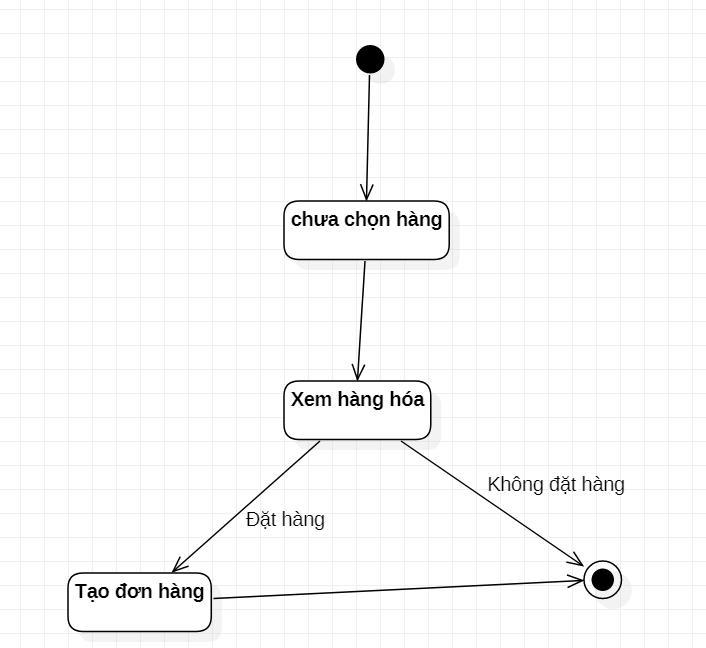 chưa chọn hàng
Xem hàng hóa
Không đặt hàng
Đặt hàng
Tạo đơn hàng